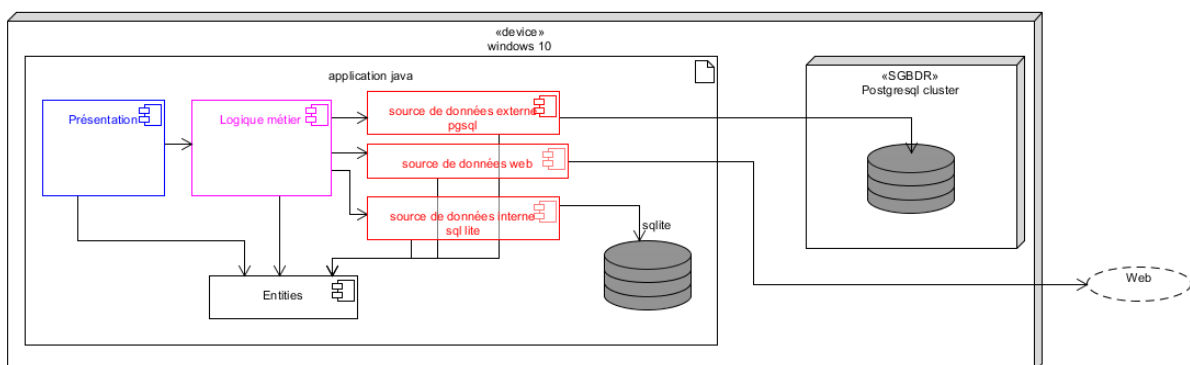 «device»
windows 10
application java
«SGBDR»
Postgresql cluster
Présentation
Logique métier
source de données externe
pgsql
source de données web
source de données interne
sql lite
sqlite
Entities
Web